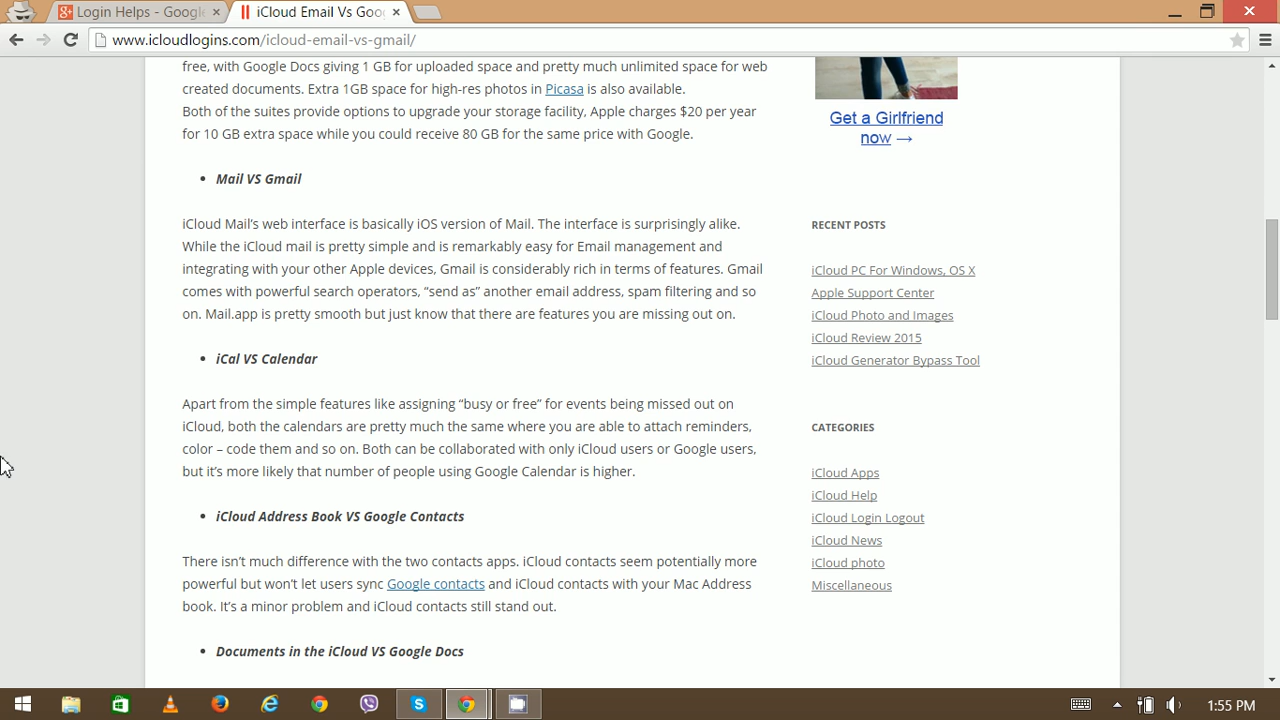 Login Helps - Google
iCloud Email Vs Goo
www.icloudlogins.com/icloud-email-vs-gmail/
free, with Google Docs giving 1 GB for uploaded space and pretty much unlimited space for web
created documents. Extra 1GB space for high-res photos in Picasa is also available.
Both of the suites provide options to upgrade your storage facility, Apple charges $20 per year
for 10 GB extra space while you could receive 80 GB for the same price with Google.
• Mail VS Gmail
iCloud Mail’s web interface is basically iOS version of Mail. The interface is surprisingly alike.
While the iCloud mail is pretty simple and is remarkably easy for Email management and
integrating with your other Apple devices, Gmail is considerably rich in terms of features. Gmail
comes with powerful search operators, “send as” another email address, spam filtering and so
on. Mail.app is pretty smooth but just know that there are features you are missing out on.
• iCal VS Calendar
Apart from the simple features like assigning “busy or free” for events being missed out on
iCloud, both the calendars are pretty much the same where you are able to attach reminders,
color – code them and so on. Both can be collaborated with only iCloud users or Google users,
but it’s more likely that number of people using Google Calendar is higher.
• iCloud Address Book VS Google Contacts
There isn’t much difference with the two contacts apps. iCloud contacts seem potentially more
powerful but won’t let users sync Google contacts and iCloud contacts with your Mac Address
book. It’s a minor problem and iCloud contacts still stand out.
• Documents in the iCloud VS Google Docs
Get a Girlfriend
now →
RECENT POSTS
iCloud PC For Windows, OS X
Apple Support Center
iCloud Photo and Images
iCloud Review 2015
iCloud Generator Bypass Tool
CATEGORIES
iCloud Apps
iCloud Help
iCloud Login Logout
iCloud News
iCloud photo
Miscellaneous
1:55 PM